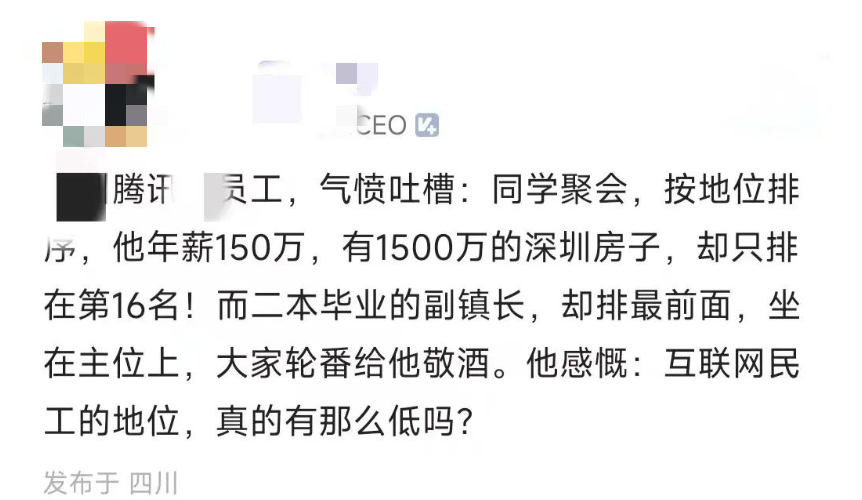 CEO
腾讯员工，气愤吐槽：同学聚会，按地位排
序，他年薪150万，有1500万的深圳房子，却只排
在第16名！而二本毕业的副镇长，却排最前面，坐
在主位上，大家轮番给他敬酒。他感慨：互联网民
工的地位，真的有那么低吗？
发布于 四川